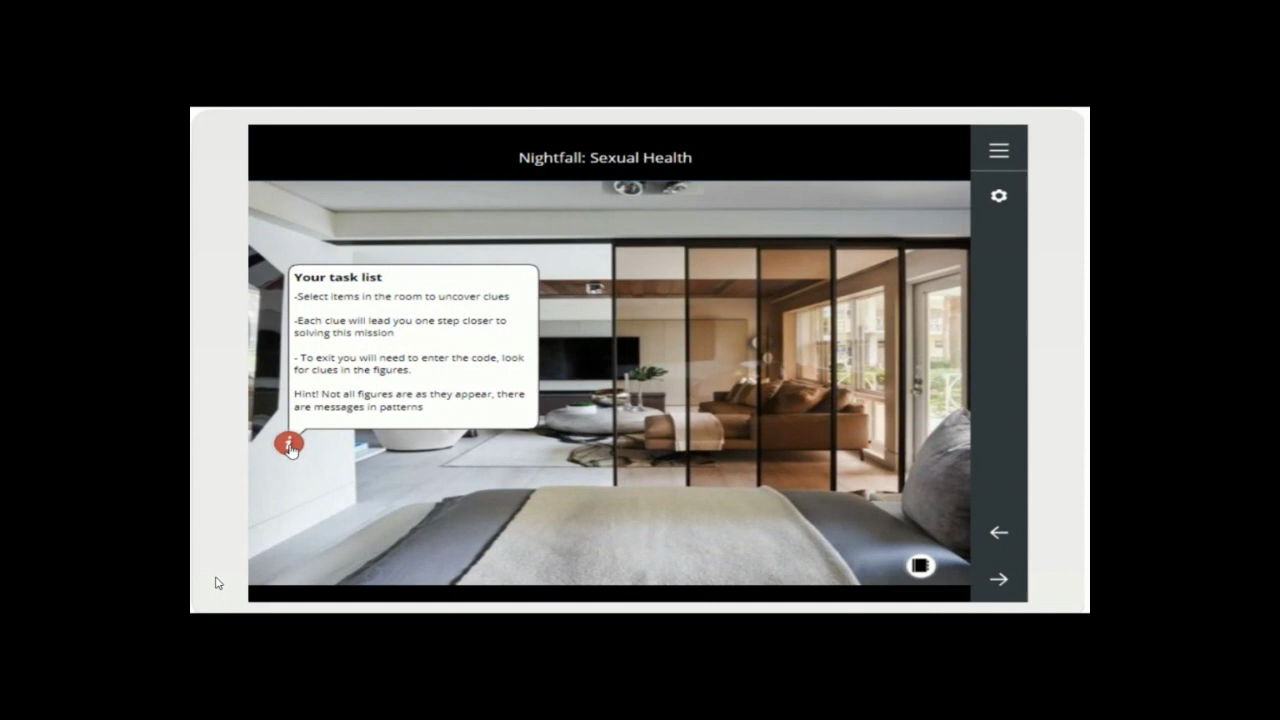 Nightfall: Sexual Health
Your task list
-Select items in the room to uncover clues
-Each clue will lead you one step closer to
solving this mission
- To exit you will need to enter the code, look
for clues in the figures.
Hint! Not all figures are as they appear, there
are messages in patterns
i